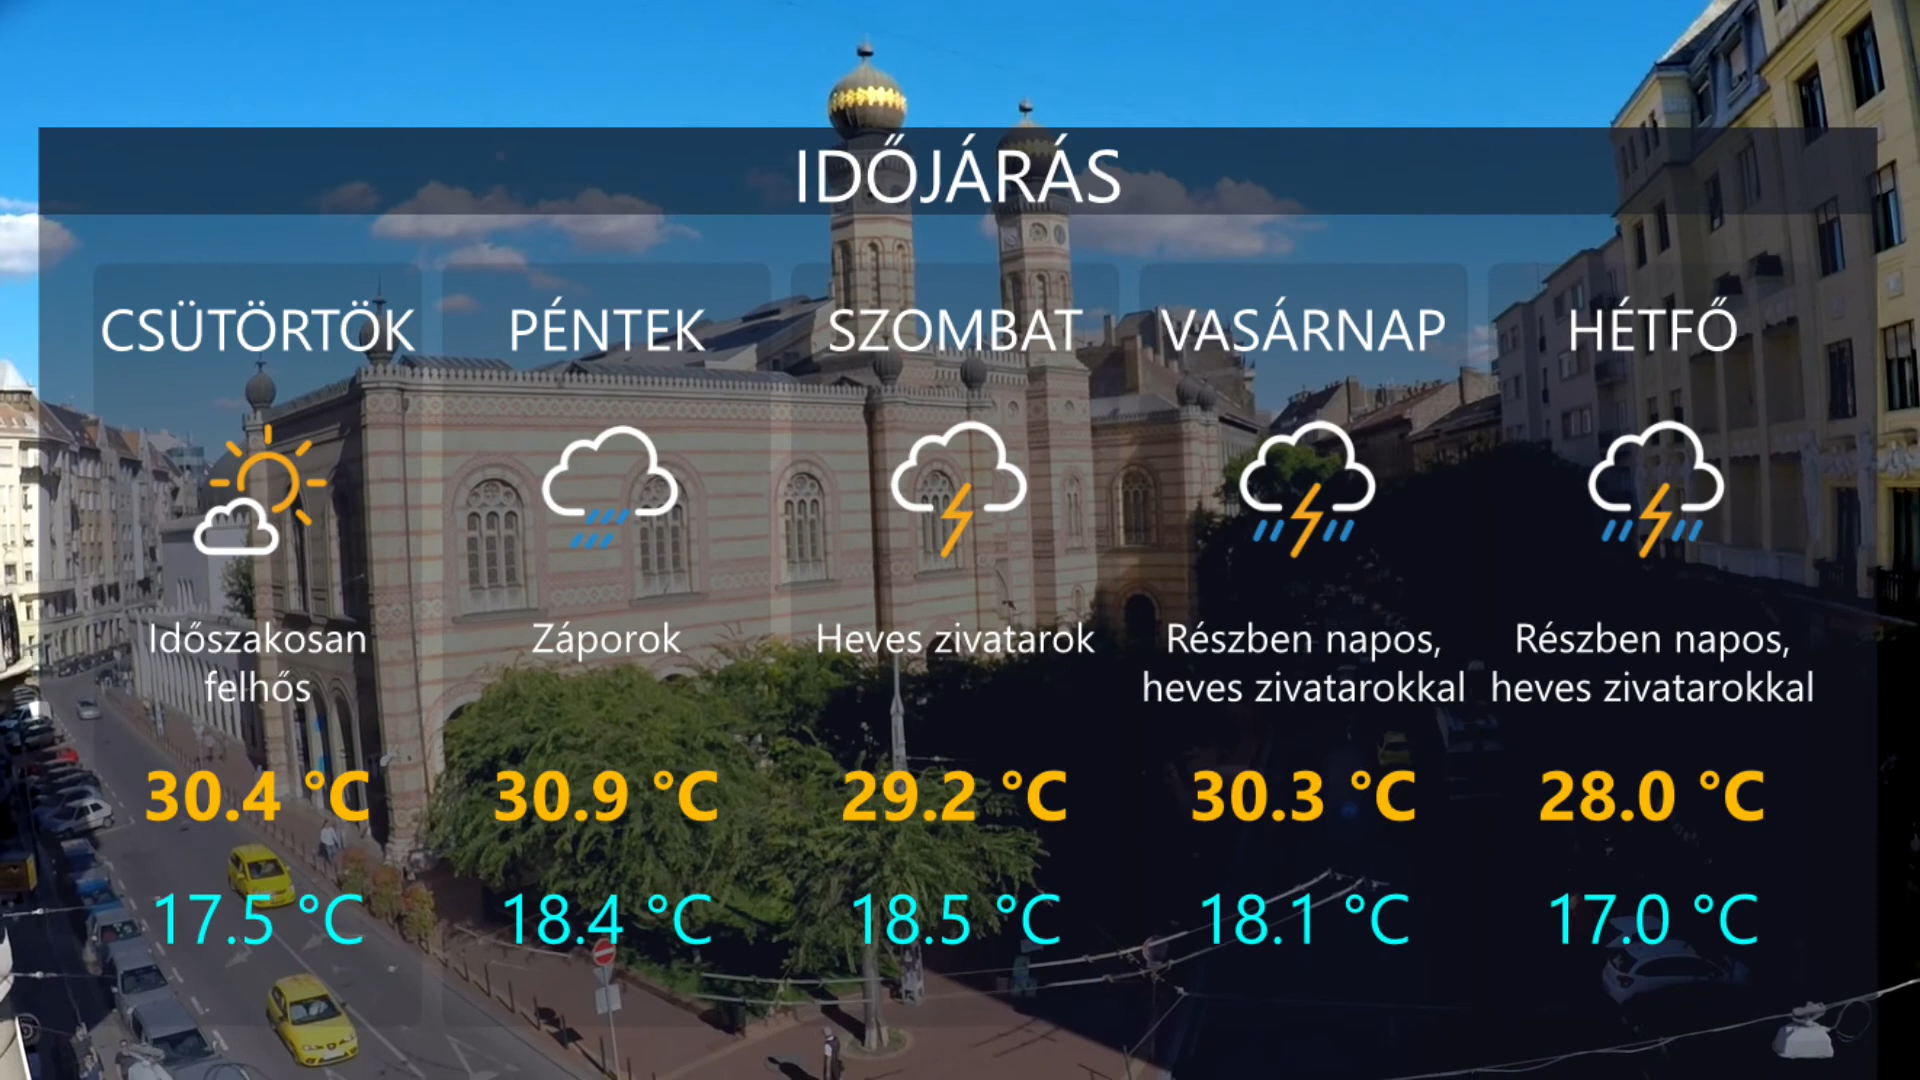 IDŐJÁRÁS
CSÜTÖRTÖK
Időszakosan
felhős
30.4 °C
17.5 °C
PÉNTEK
Záporok
30.9 °C
18.4 °C
SZOMBAT
Heves zivatarok
29.2 °C
18.5 °C
VASÁRNAP
Részben napos,
heves zivatarokkal
30.3 °C
18.1 °C
HÉTFŐ
Részben napos,
heves zivatarokkal
28.0 °C
17.0 °C